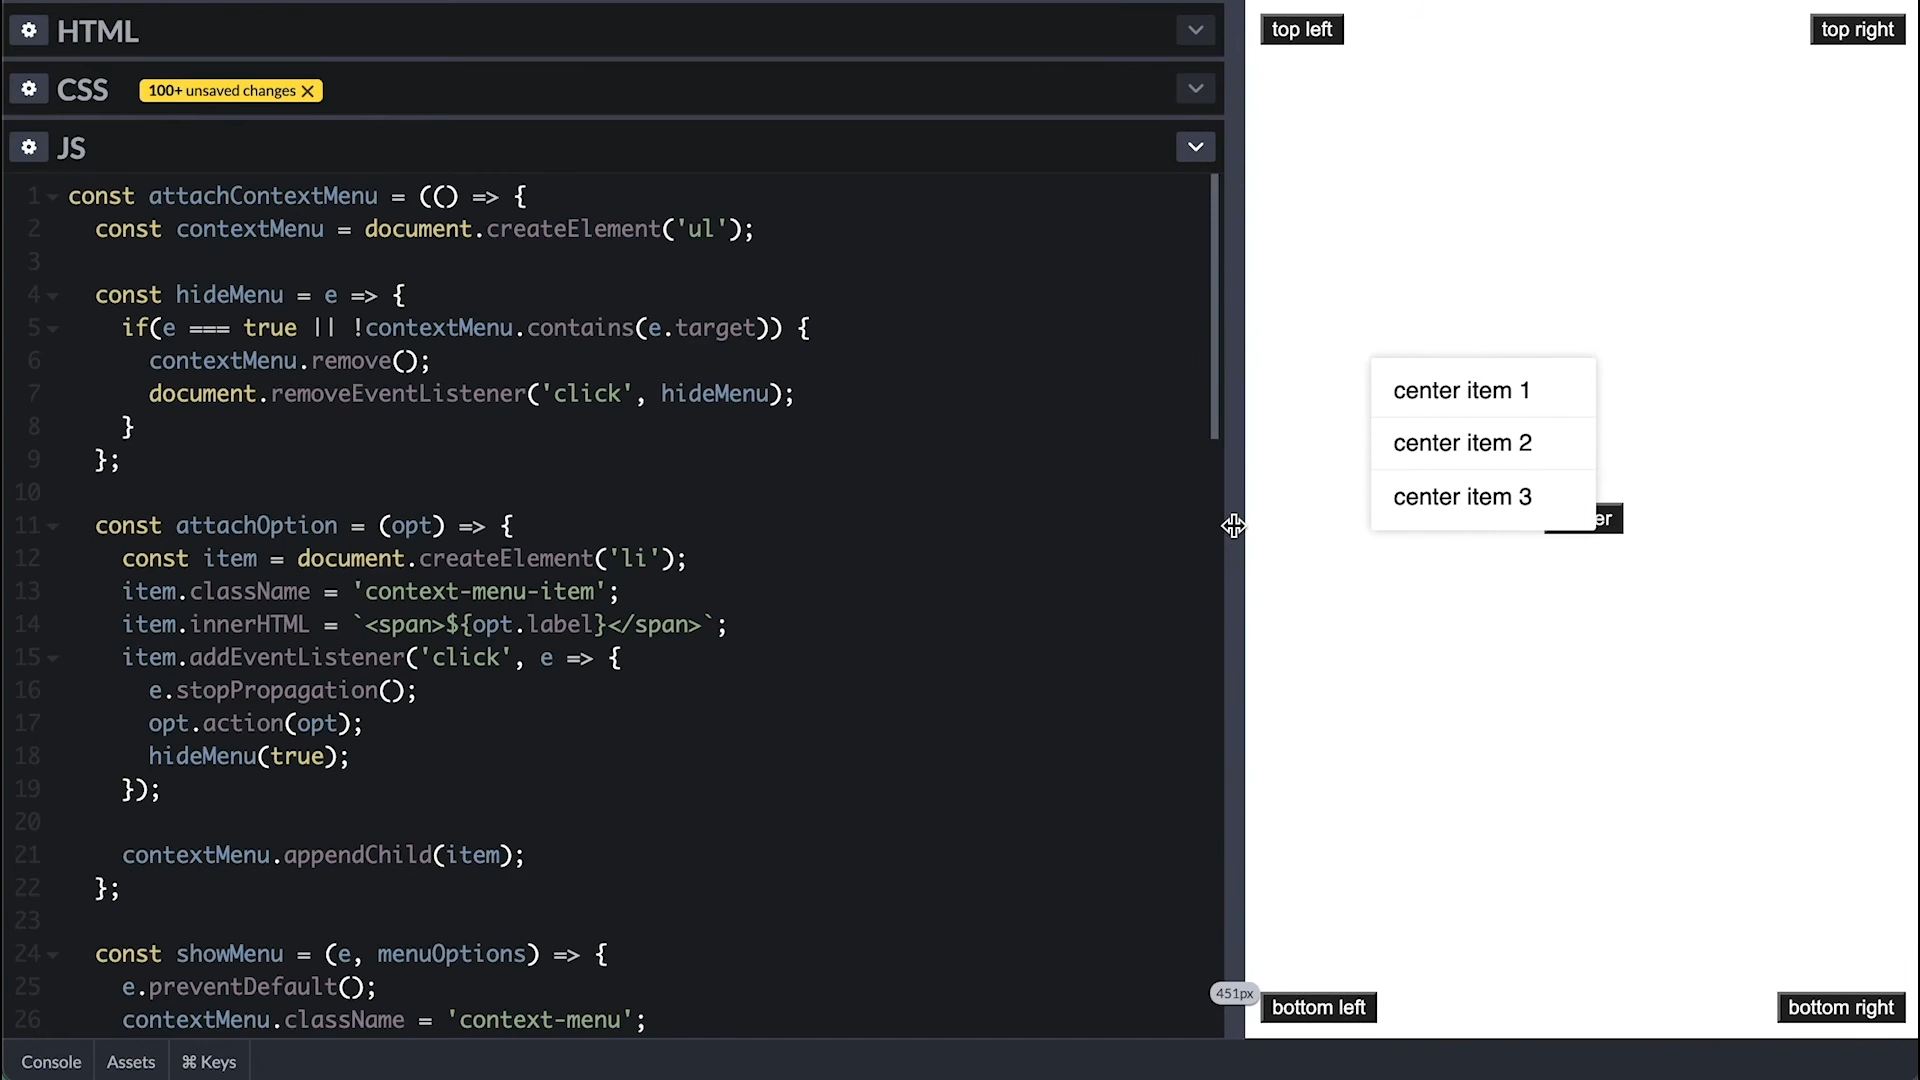 HTML
CSS
100+ unsaved changes
JS
1 const attachContextMenu = (() => {
2 const contextMenu = document.createElement('ul');
3
4 const hideMenu = e => {
5 if(e === true || !contextMenu.contains(e.target)) {
6 contextMenu.remove();
7 document.removeEventListener('click', hideMenu);
8 }
9 };
10
11 const attachOption = (opt) => {
12 const item = document.createElement('li');
13 item.className = 'context-menu-item';
14 item.innerHTML = `<span>${opt.label}</span>`;
15 item.addEventListener('click', e => {
16 e.stopPropagation();
17 opt.action(opt);
18 hideMenu(true);
19 });
20
21 contextMenu.appendChild(item);
22 };
23
24 const showMenu = (e, menuOptions) => {
25 e.preventDefault();
26 contextMenu.className = 'context-menu';
Console Assets ⌘ Keys
451px
top left
top right
center item 1
center item 2
center item 3
er
bottom left
bottom right